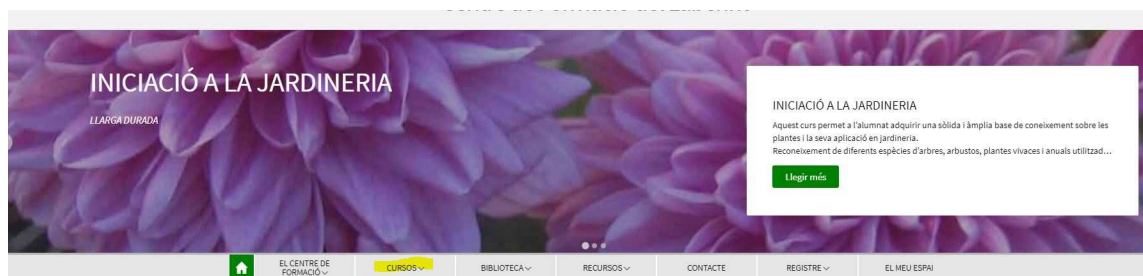 INICIACIÓ A LA JARDINERIA
LLARGA DURADA
INICIACIÓ A LA JARDINERIA
Aquest curs permet a l'alumnat adquirir una sòlida i àmplia base de coneixement sobre les
plantes i la seva aplicació en jardineria.
Reconeixement de diferents espècies d'arbres, arbustos, plantes vivaces i anuals utilitzad...
Llegir més
EL CENTRE DE
FORMACIÓ
CURSOS
BIBLIOTECA
RECURSOS
CONTACTE
REGISTRE
EL MEU ESPAI